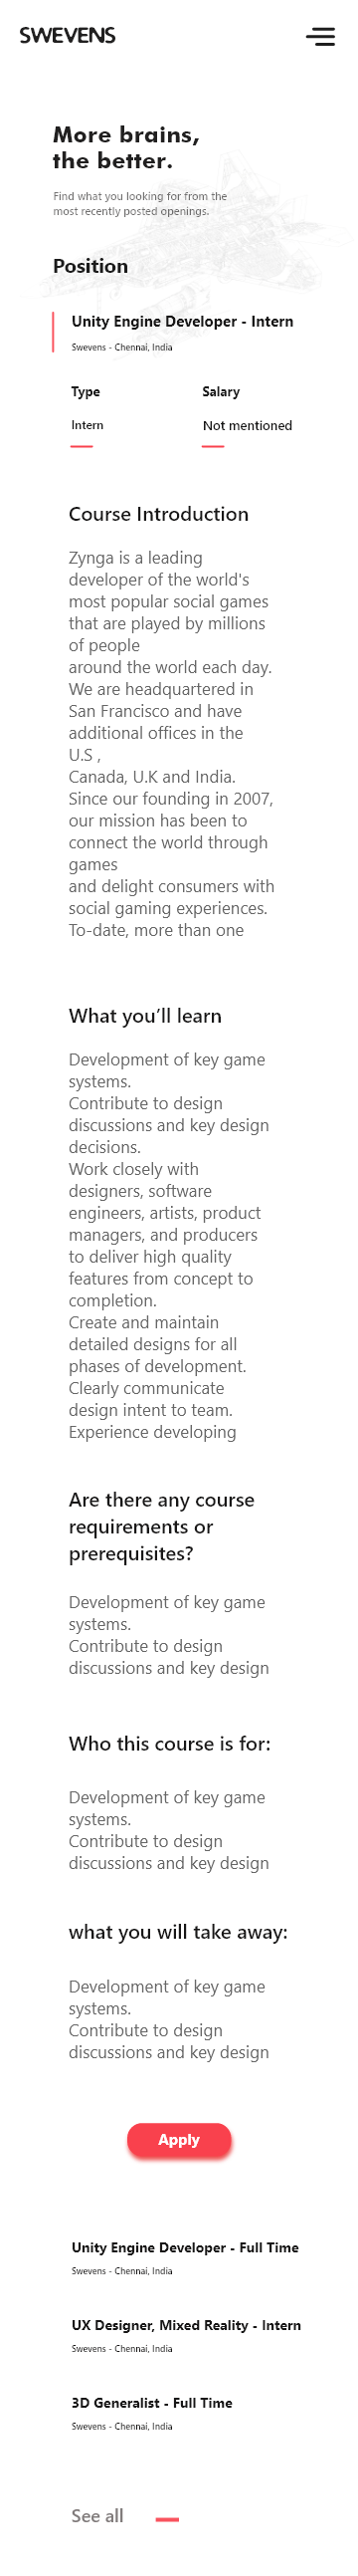 SWEVENS
More brains,
the better.
Find what you looking for from the
most recently posted openings.
Position
Unity Engine Developer - Intern
Swevens - Chennai, India
Type Salary
Intern Not mentioned
Course Introduction
Zynga is a leading
developer of the world's
most popular social games
that are played by millions
of people
around the world each day.
We are headquartered in
San Francisco and have
additional offices in the
U.S ,
Canada, U.K and India.
Since our founding in 2007,
our mission has been to
connect the world through
games
and delight consumers with
social gaming experiences.
To-date, more than one
What you’ll learn
Development of key game
systems.
Contribute to design
discussions and key design
decisions.
Work closely with
designers, software
engineers, artists, product
managers, and producers
to deliver high quality
features from concept to
completion.
Create and maintain
detailed designs for all
phases of development.
Clearly communicate
design intent to team.
Experience developing
Are there any course
requirements or
prerequisites?
Development of key game
systems.
Contribute to design
discussions and key design
Who this course is for:
Development of key game
systems.
Contribute to design
discussions and key design
what you will take away:
Development of key game
systems.
Contribute to design
discussions and key design
Apply
Unity Engine Developer - Full Time
Swevens - Chennai, India
UX Designer, Mixed Reality - Intern
Swevens - Chennai, India
3D Generalist - Full Time
Swevens - Chennai, India
See all